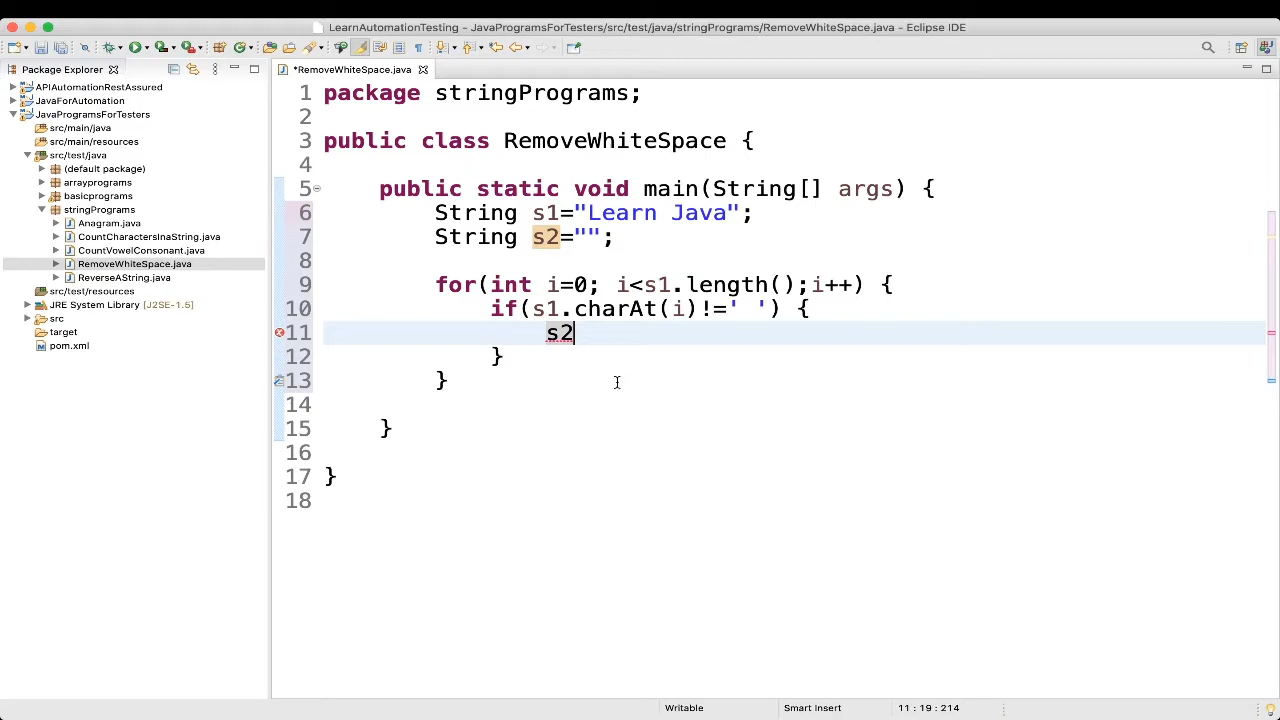 LearnAutomationTesting – JavaProgramsForTesters/src/test/java/stringPrograms/RemoveWhiteSpace.java – Eclipse IDE
Package Explorer
*RemoveWhiteSpace.java
APIAutomationRestAssured
JavaForAutomation
JavaProgramsForTesters
src/main/java
src/main/resources
src/test/java
(default package)
arrayprograms
basicprograms
stringPrograms
Anagram.java
CountCharactersInaString.java
CountVowelConsonant.java
RemoveWhiteSpace.java
ReverseAString.java
src/test/resources
JRE System Library [J2SE-1.5]
src
target
pom.xml
1 package stringPrograms;
2
3 public class RemoveWhiteSpace {
4
5 public static void main(String[] args) {
6 String s1="Learn Java";
7 String s2="";
8
9 for(int i=0; i<s1.length();i++) {
10 if(s1.charAt(i)!=' ') {
11 s2
12 }
13 }
14
15 }
16
17 }
18
Writable
Smart Insert
11 : 19 : 214